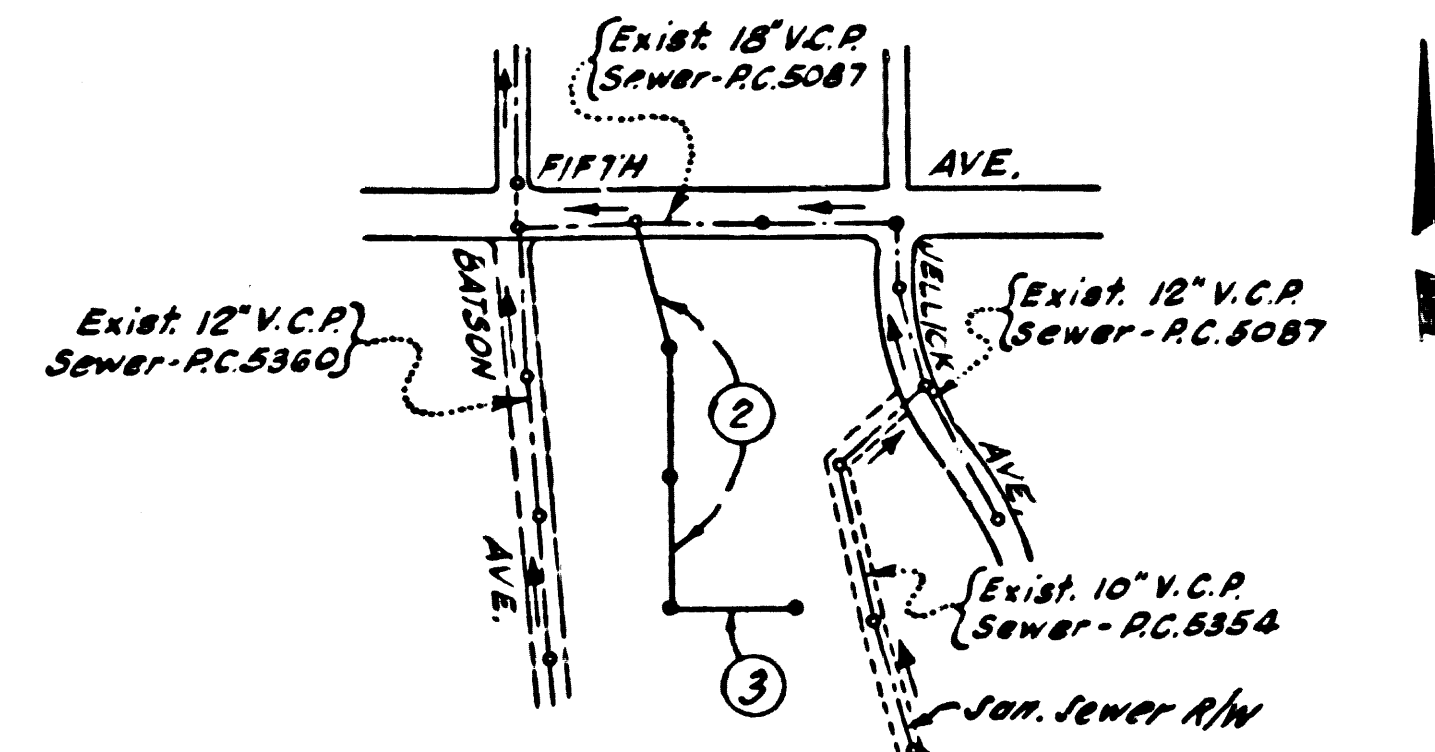 Exist. 18" V.C.P.
Sewer-P.C.5087
FIFTH AVE.
BATSON AVE.
JELLICK AVE.
Exist. 12" V.C.P.
Sewer-P.C.5360
Exist. 12" V.C.P.
Sewer-P.C.5087
2
Exist. 10" V.C.P.
Sewer-P.C.5354
3
San. Sewer R/W